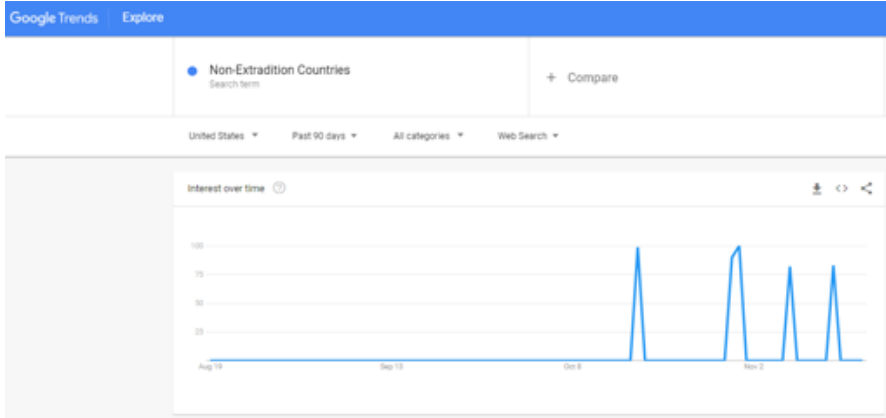 Google Trends Explore
Non-Extradition Countries
Search term
+ Compare
United States Past 90 days All categories Web Search
Interest over time
100
75
50
25
Aug 19 Sep 13 Oct 8 Nov 2